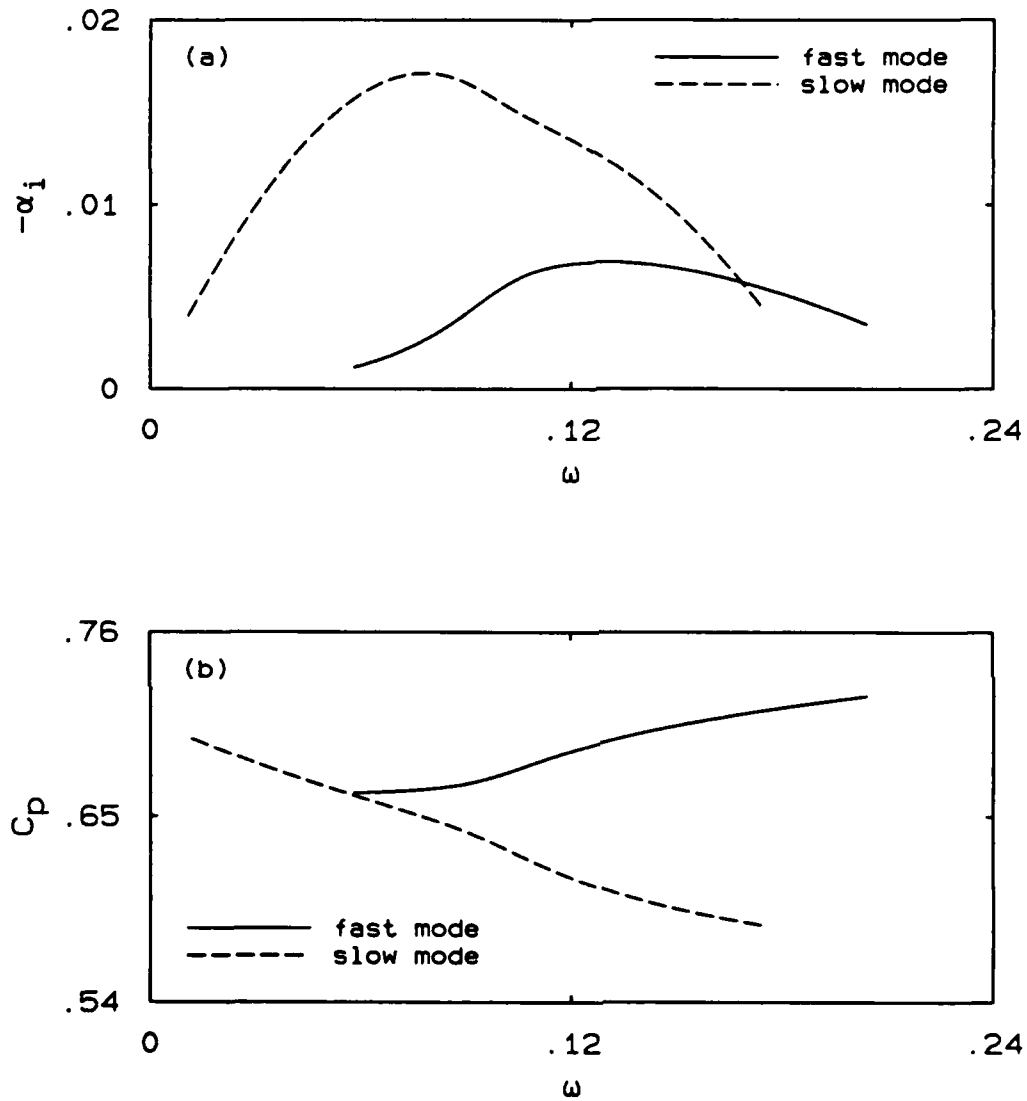 .02
(a)
fast mode
slow mode
-αi
.01
0
0
.12
.24
ω
.76
(b)
Cp
.65
fast mode
slow mode
.54
0
.12
.24
ω